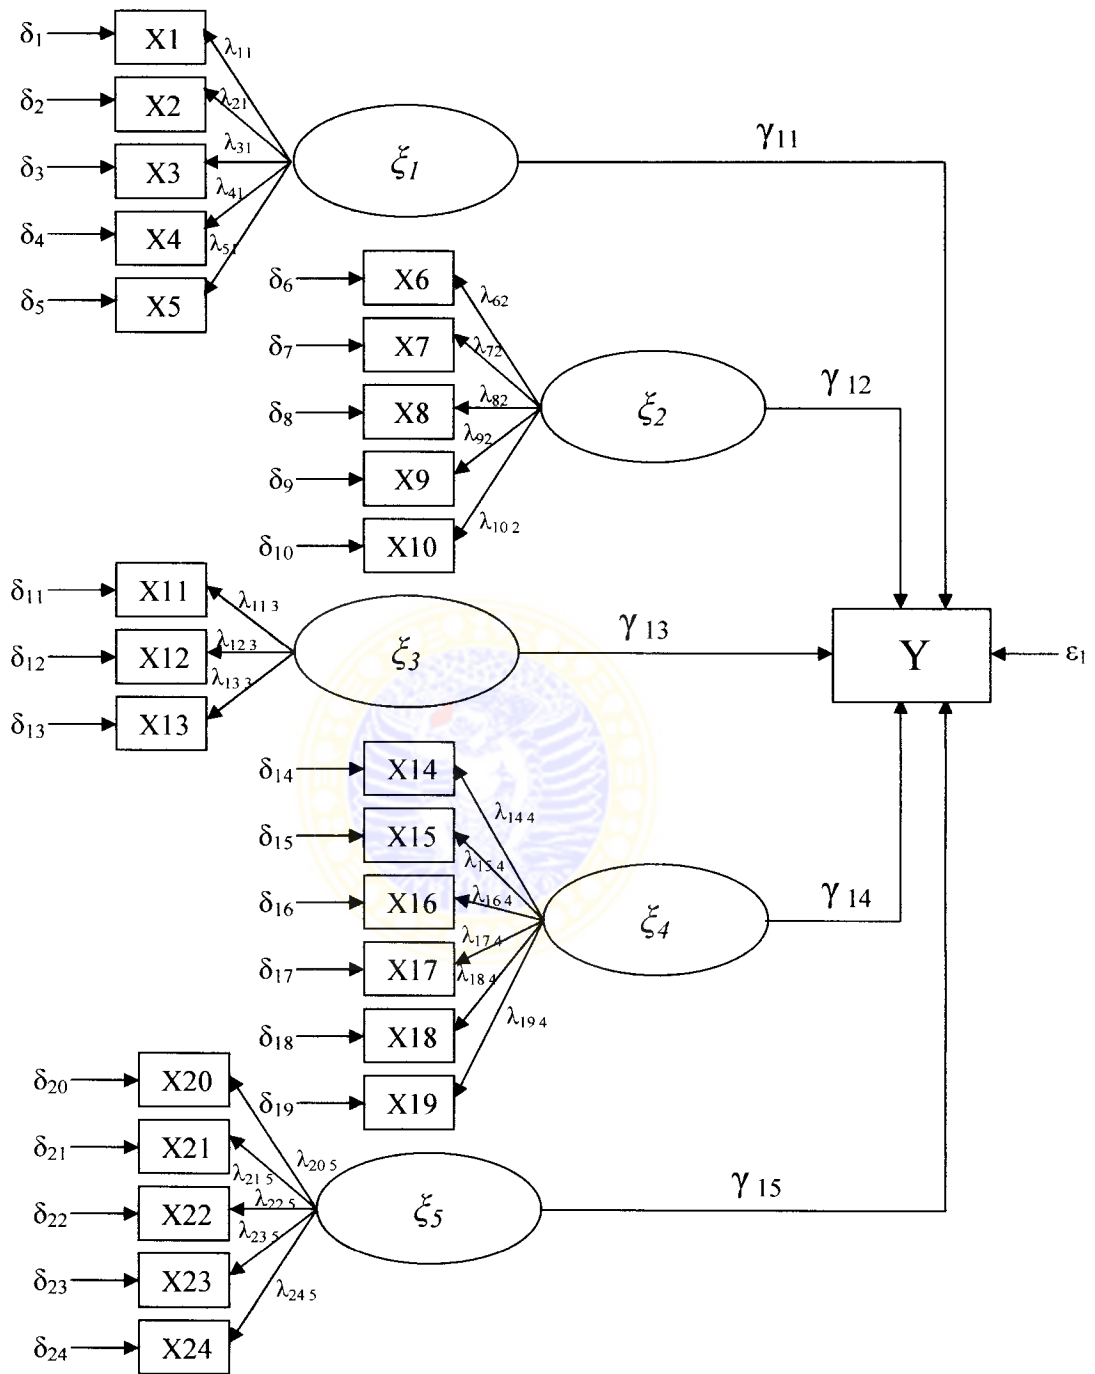 δ₁ X1 λ₁₁
δ₂ X2 λ₂₁
δ₃ X3 λ₃₁
δ₄ X4 λ₄₁
δ₅ X5 λ₅₁
ξ₁ γ₁₁
δ₆ X6 λ₆₂
δ₇ X7 λ₇₂
δ₈ X8 λ₈₂
δ₉ X9 λ₉₂
δ₁₀ X10 λ₁₀ ₂
ξ₂ γ ₁₂
δ₁₁ X11 λ₁₁ ₃
δ₁₂ X12 λ₁₂ ₃
δ₁₃ X13 λ₁₃ ₃
ξ₃ γ ₁₃
Y ε₁
δ₁₄ X14 λ₁₄ ₄
δ₁₅ X15 λ₁₅ ₄
δ₁₆ X16 λ₁₆ ₄
δ₁₇ X17 λ₁₇ ₄
δ₁₈ X18 λ₁₈ ₄
δ₁₉ X19 λ₁₉ ₄
ξ₄ γ ₁₄
δ₂₀ X20 λ₂₀ ₅
δ₂₁ X21 λ₂₁ ₅
δ₂₂ X22 λ₂₂ ₅
δ₂₃ X23 λ₂₃ ₅
δ₂₄ X24 λ₂₄ ₅
ξ₅ γ ₁₅